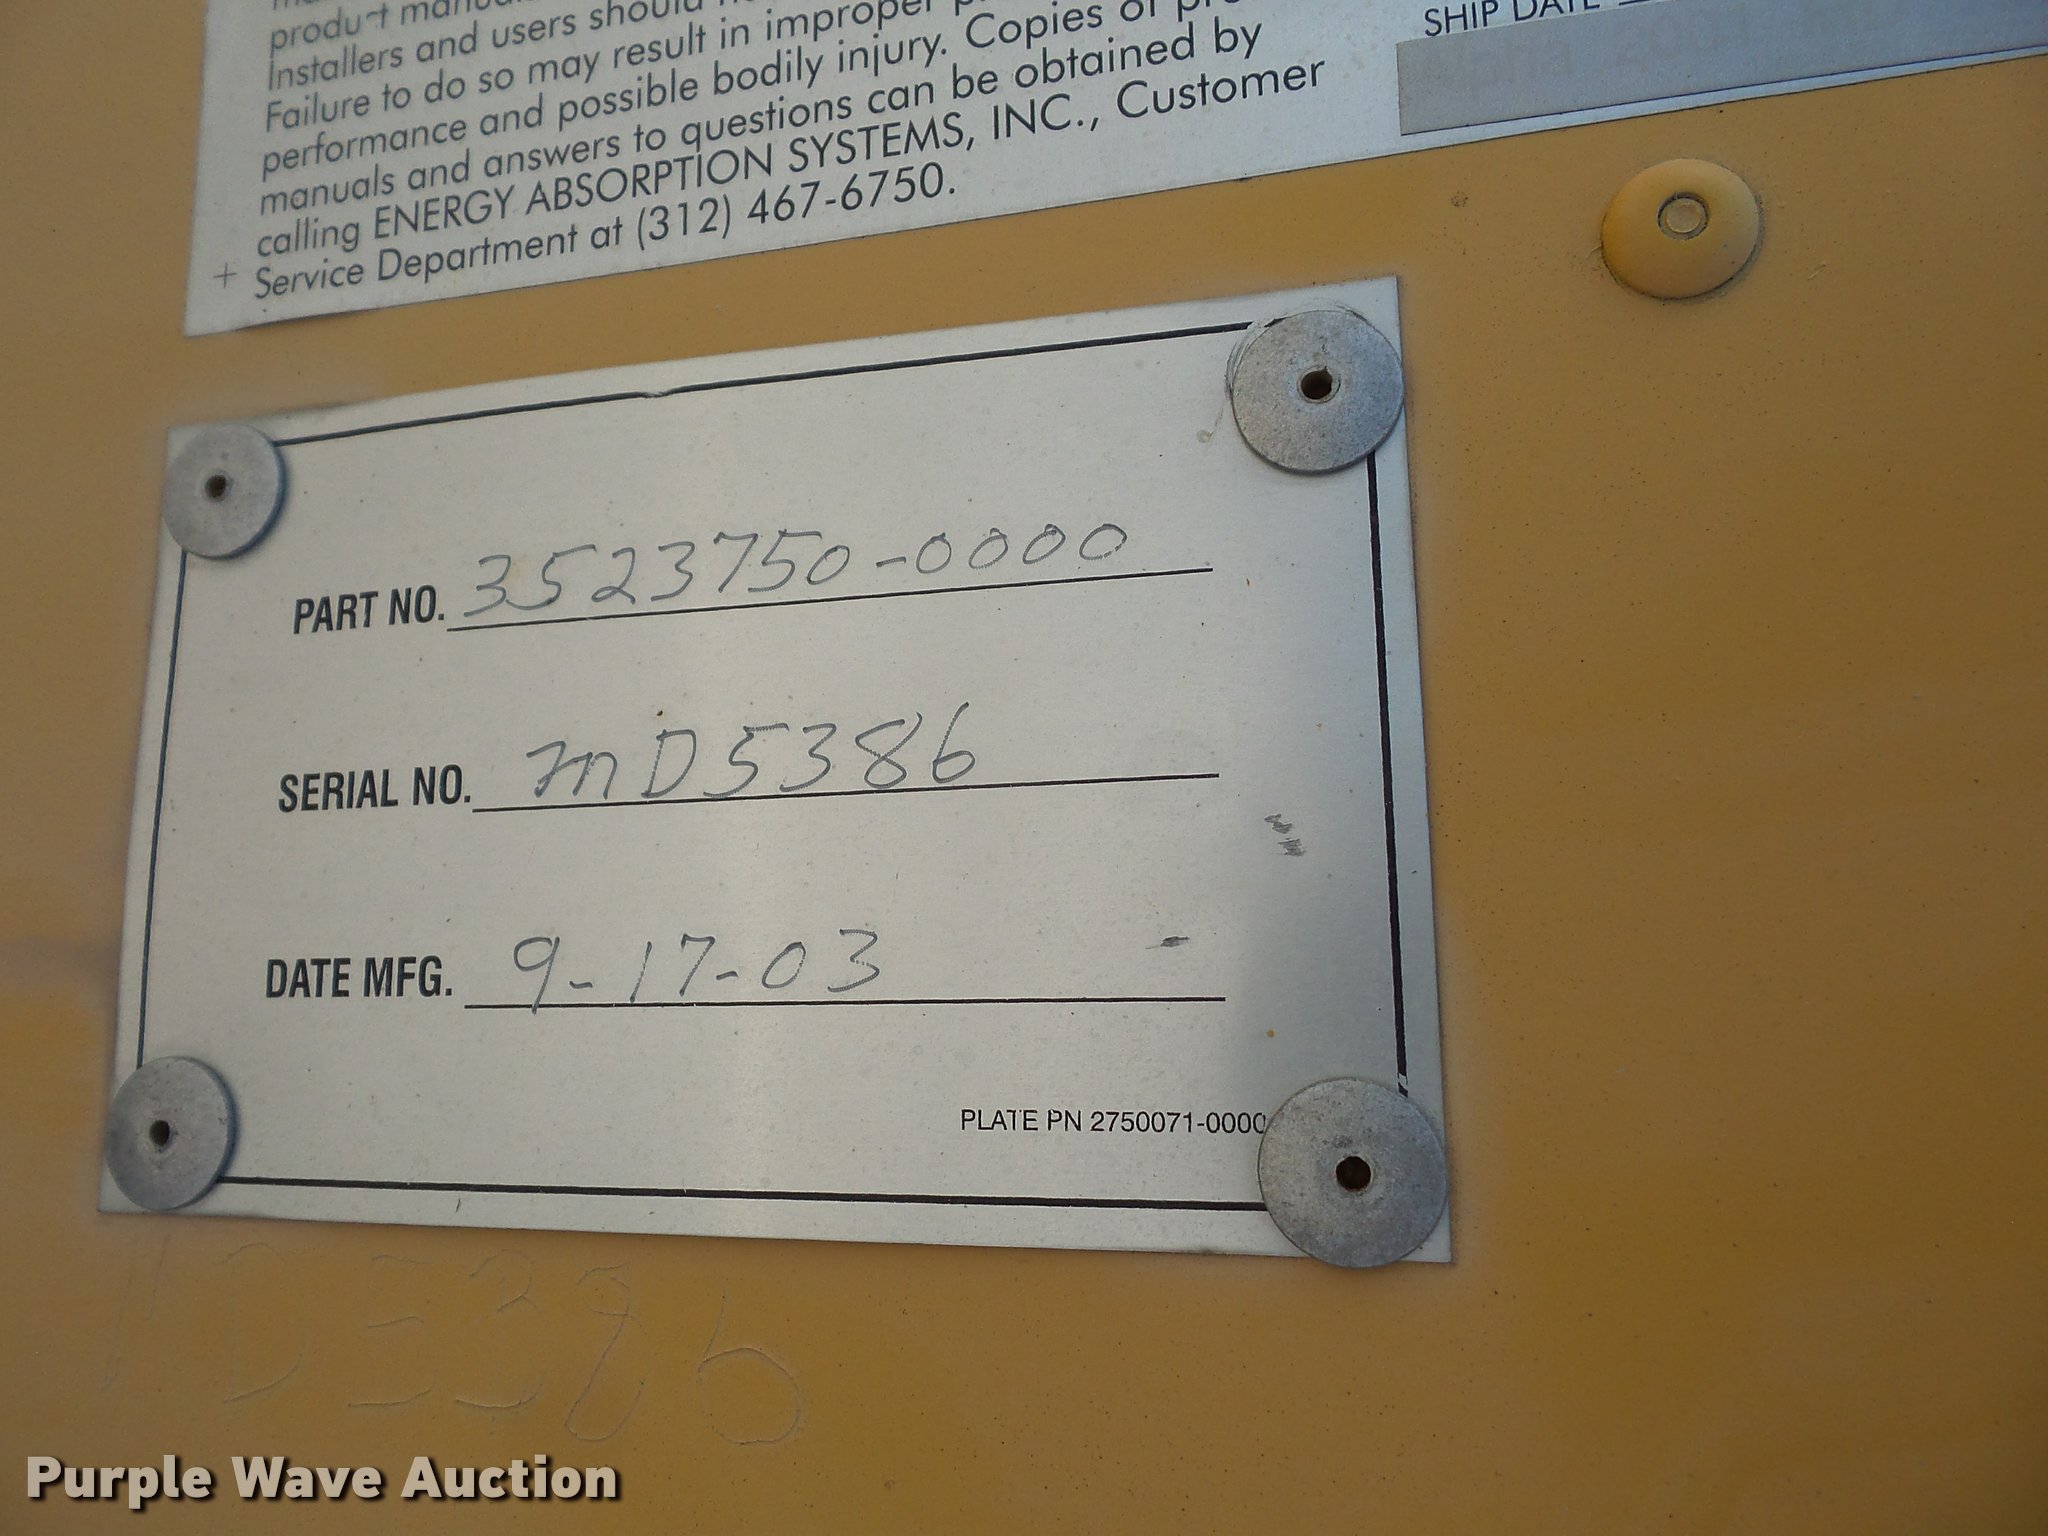 Installers and users should
Failure to do so may result in improper
performance and possible bodily injury. Copies of
manuals and answers to questions can be obtained by
calling ENERGY ABSORPTION SYSTEMS, INC., Customer
+ Service Department at (312) 467-6750.
SHIP DATE
PART NO. 3523750-0000
SERIAL NO. MD5386
DATE MFG. 9-17-03 -
PLATE PN 2750071-0000
MD5386
Purple Wave Auction